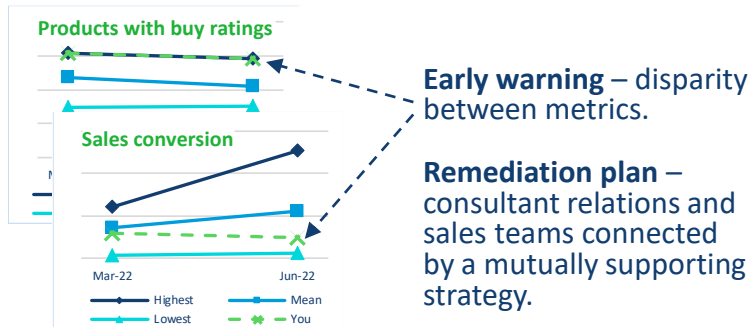 Products with buy ratings
Sales conversion
Mar-22 Jun-22
Highest Mean
Lowest You
Early warning – disparity
between metrics.
Remediation plan –
consultant relations and
sales teams connected
by a mutually supporting
strategy.